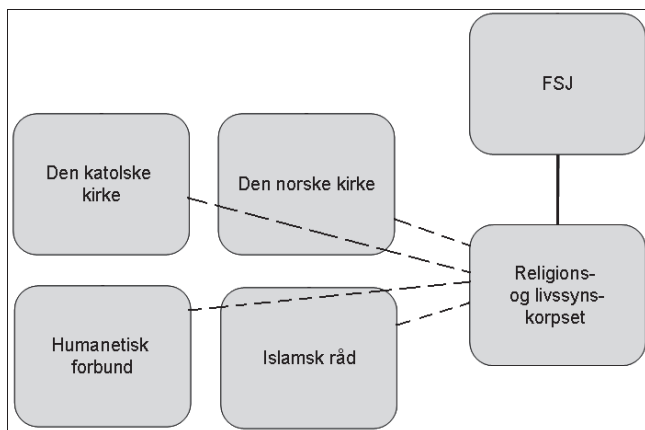 FSJ
Den katolske
kirke
Den norske kirke
Religions-
og livssyns-
korpset
Humanetisk
forbund
Islamsk råd